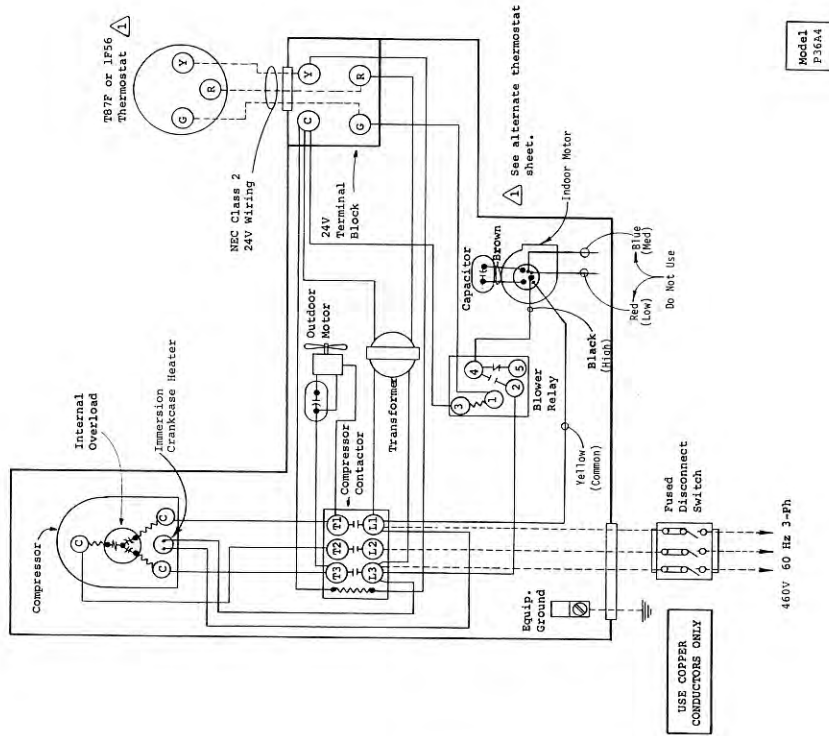 T87F or 1F56
Thermostat
1
G
R
Y
NEC Class 2
24V Wiring
24V
Terminal
Block
C
Y
G
R
1
See alternate thermostat
sheet.
Compressor
Internal
Overload
Immersion
Crankcase Heater
C
C
C
Outdoor
Motor
Transformer
Compressor
Contactor
T1
T2
T3
L1
L2
L3
Capacitor
Brown
Indoor Motor
Blue
(Med)
Red
(Low)
Do Not Use
Black
(High)
3
1
4
2
5
Blower
Relay
Yellow
(Common)
Equip.
Ground
Fused
Disconnect
Switch
460V 60 Hz 3-Ph
USE COPPER
CONDUCTORS ONLY
Model
P36A4